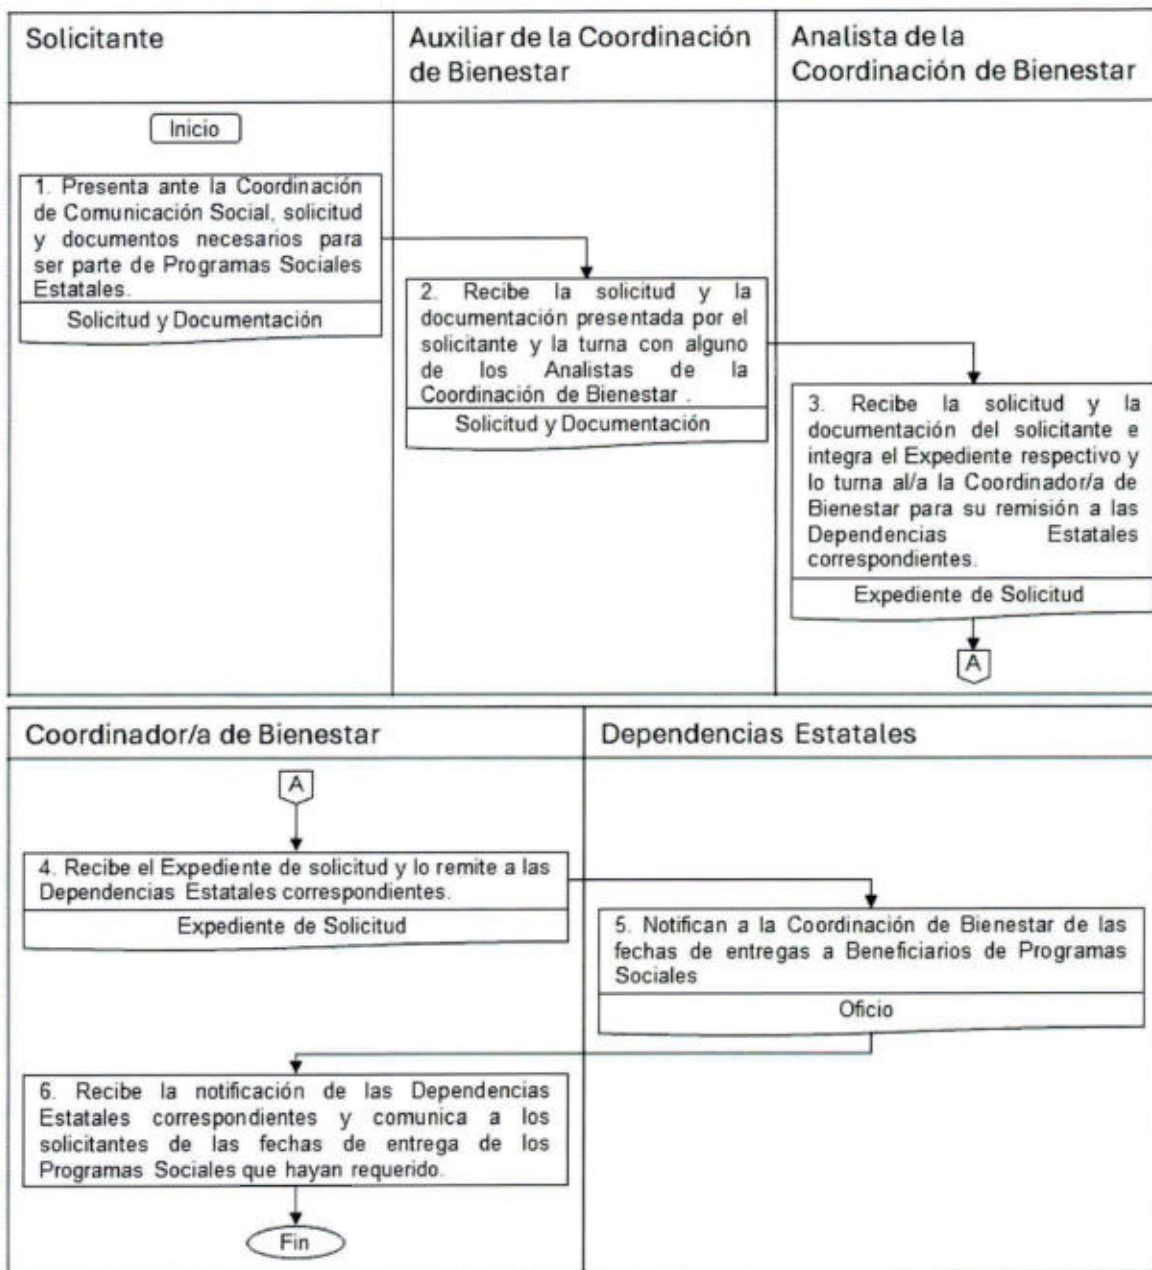 Solicitante
Auxiliar de la Coordinación
de Bienestar
Analista de la
Coordinación de Bienestar
Inicio
1. Presenta ante la Coordinación
de Comunicación Social, solicitud
y documentos necesarios para
ser parte de Programas Sociales
Estatales.
Solicitud y Documentación
2. Recibe la solicitud y la
documentación presentada por el
solicitante y la turna con alguno
de los Analistas de la
Coordinación de Bienestar .
Solicitud y Documentación
3. Recibe la solicitud y la
documentación del solicitante e
integra el Expediente respectivo y
lo turna al/a la Coordinador/a de
Bienestar para su remisión a las
Dependencias Estatales
correspondientes.
Expediente de Solicitud
A
Coordinador/a de Bienestar
Dependencias Estatales
A
4. Recibe el Expediente de solicitud y lo remite a las
Dependencias Estatales correspondientes.
Expediente de Solicitud
5. Notifican a la Coordinación de Bienestar de las
fechas de entregas a Beneficiarios de Programas
Sociales
Oficio
6. Recibe la notificación de las Dependencias
Estatales correspondientes y comunica a los
solicitantes de las fechas de entrega de los
Programas Sociales que hayan requerido.
Fin